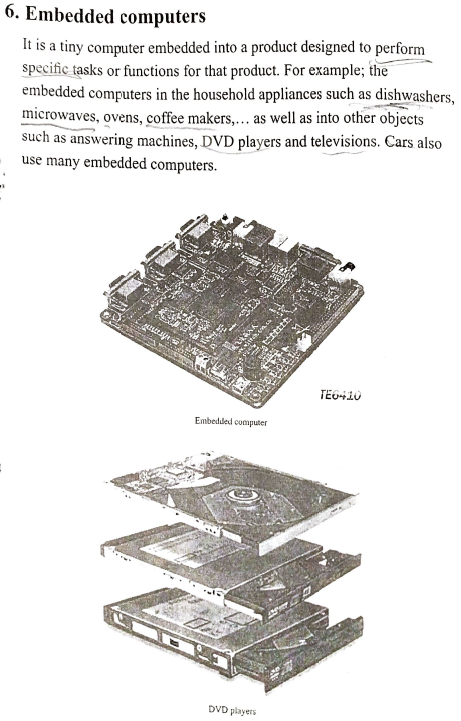 6. Embedded computers
It is a tiny computer embedded into a product designed to perform
specific tasks or functions for that product. For example; the
embedded computers in the household appliances such as dishwashers,
microwaves, ovens, coffee makers,... as well as into other objects
such as answering machines, DVD players and televisions. Cars also
use many embedded computers.
TE6410
Embedded computer
DVD players